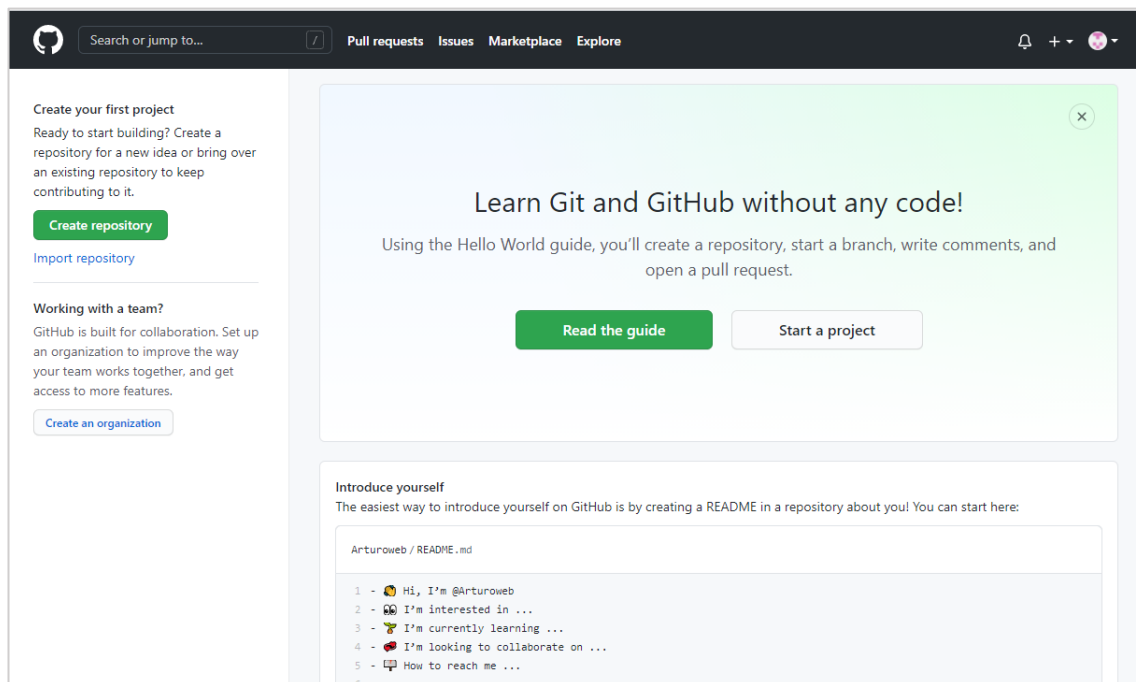 Search or jump to... /
Pull requests Issues Marketplace Explore
Create your first project
Ready to start building? Create a
repository for a new idea or bring over
an existing repository to keep
contributing to it.
Create repository
Import repository
Working with a team?
GitHub is built for collaboration. Set up
an organization to improve the way
your team works together, and get
access to more features.
Create an organization
Learn Git and GitHub without any code!
Using the Hello World guide, you’ll create a repository, start a branch, write comments, and
open a pull request.
Read the guide
Start a project
Introduce yourself
The easiest way to introduce yourself on GitHub is by creating a README in a repository about you! You can start here:
Arturoweb / README.md
1 - 👋 Hi, I’m @Arturoweb
2 - 👀 I’m interested in ...
3 - 🌱 I’m currently learning ...
4 - 💞️ I’m looking to collaborate on ...
5 - 📫 How to reach me ...